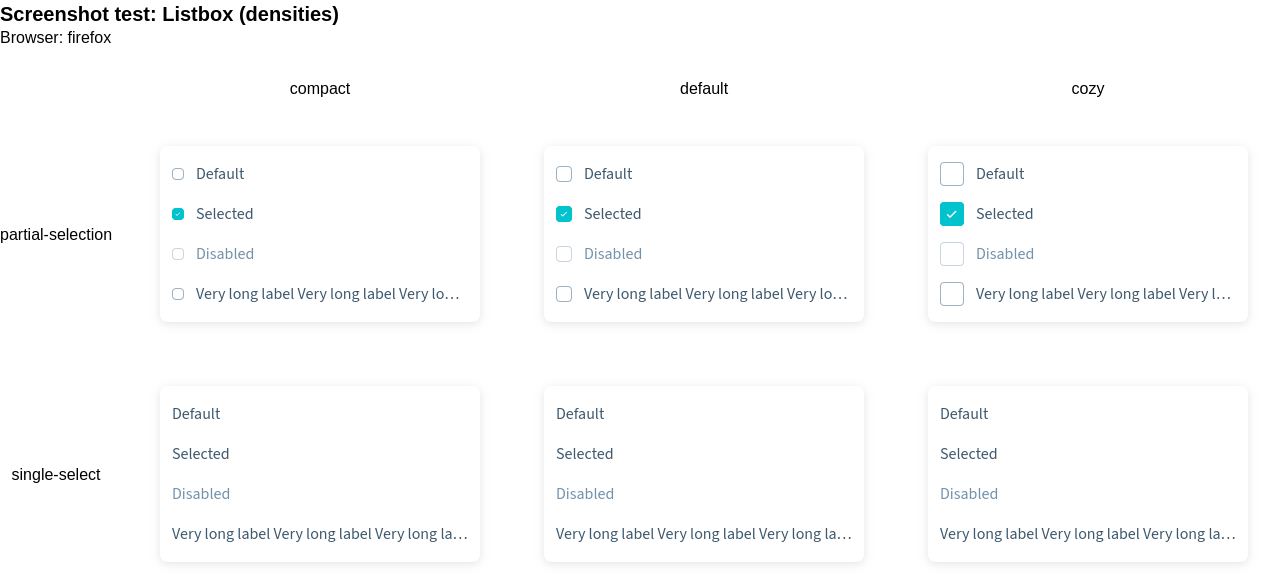 Screenshot test: Listbox (densities)
Browser: firefox
compact default cozy
partial-selection
Default Default Default
Selected Selected Selected
Disabled Disabled Disabled
Very long label Very long label Very lo… Very long label Very long label Very lo… Very long label Very long label Very l…
single-select
Default Default Default
Selected Selected Selected
Disabled Disabled Disabled
Very long label Very long label Very long la… Very long label Very long label Very long la… Very long label Very long label Very long la…